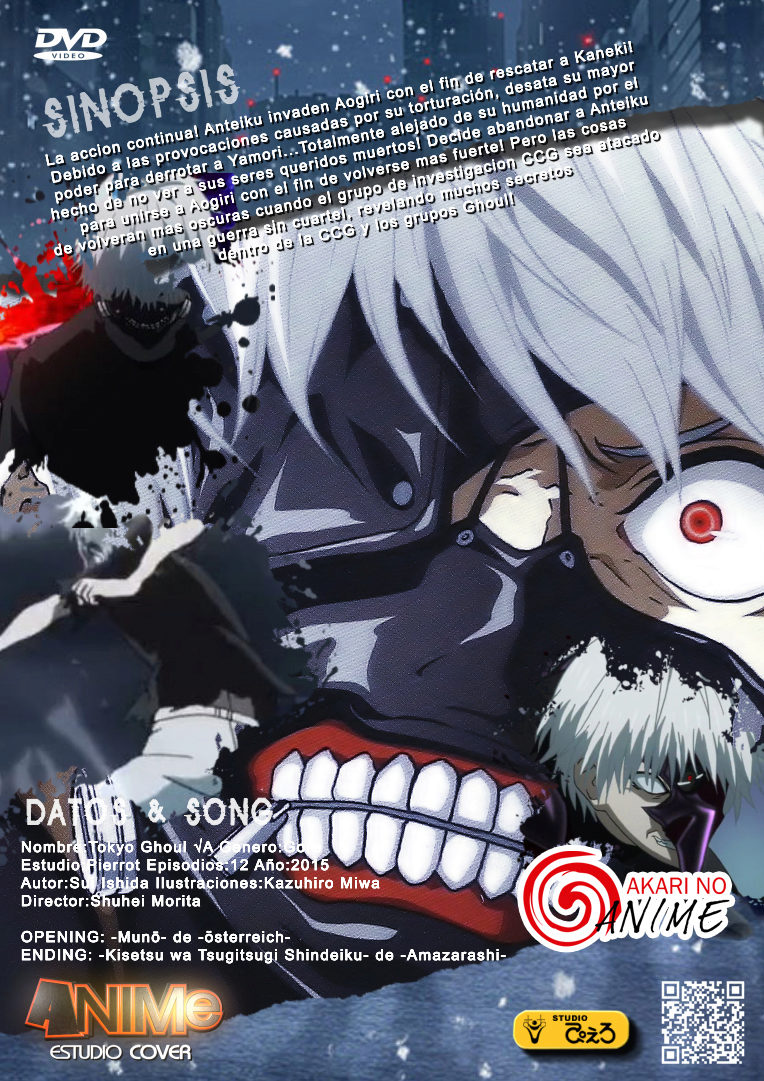 DVD
VIDEO
SINOPSIS
La accion continua! Anteiku invaden Aogiri con el fin de rescatar a Kaneki!
Debido a las provocaciones causadas por su torturación, desata su mayor
poder para derrotar a Yamori...Totalmente alejado de su humanidad por el
hecho de no ver a sus seres queridos muertos! Decide abandonar a Anteiku
para unirse a Aogiri con el fin de volverse mas fuerte! Pero las cosas
de volveran mas oscuras cuando el grupo de investigacion CCG sea atacado
en una guerra sin cuartel, revelando muchos secretos
dentro de la CCG y los grupos Ghoul!
DATOS & SONG
Nombre:Tokyo Ghoul √A Genero:Gore
Estudio:Pierrot Episodios:12 Año:2015
Autor:Sui Ishida Ilustraciones:Kazuhiro Miwa
Director:Shuhei Morita
OPENING: -Munō- de -österreich-
ENDING: -Kisetsu wa Tsugitsugi Shindeiku- de -Amazarashi-
AKARI NO
ANIME
ANIMe
ESTUDIO COVER
STUDIO
ぴえろ